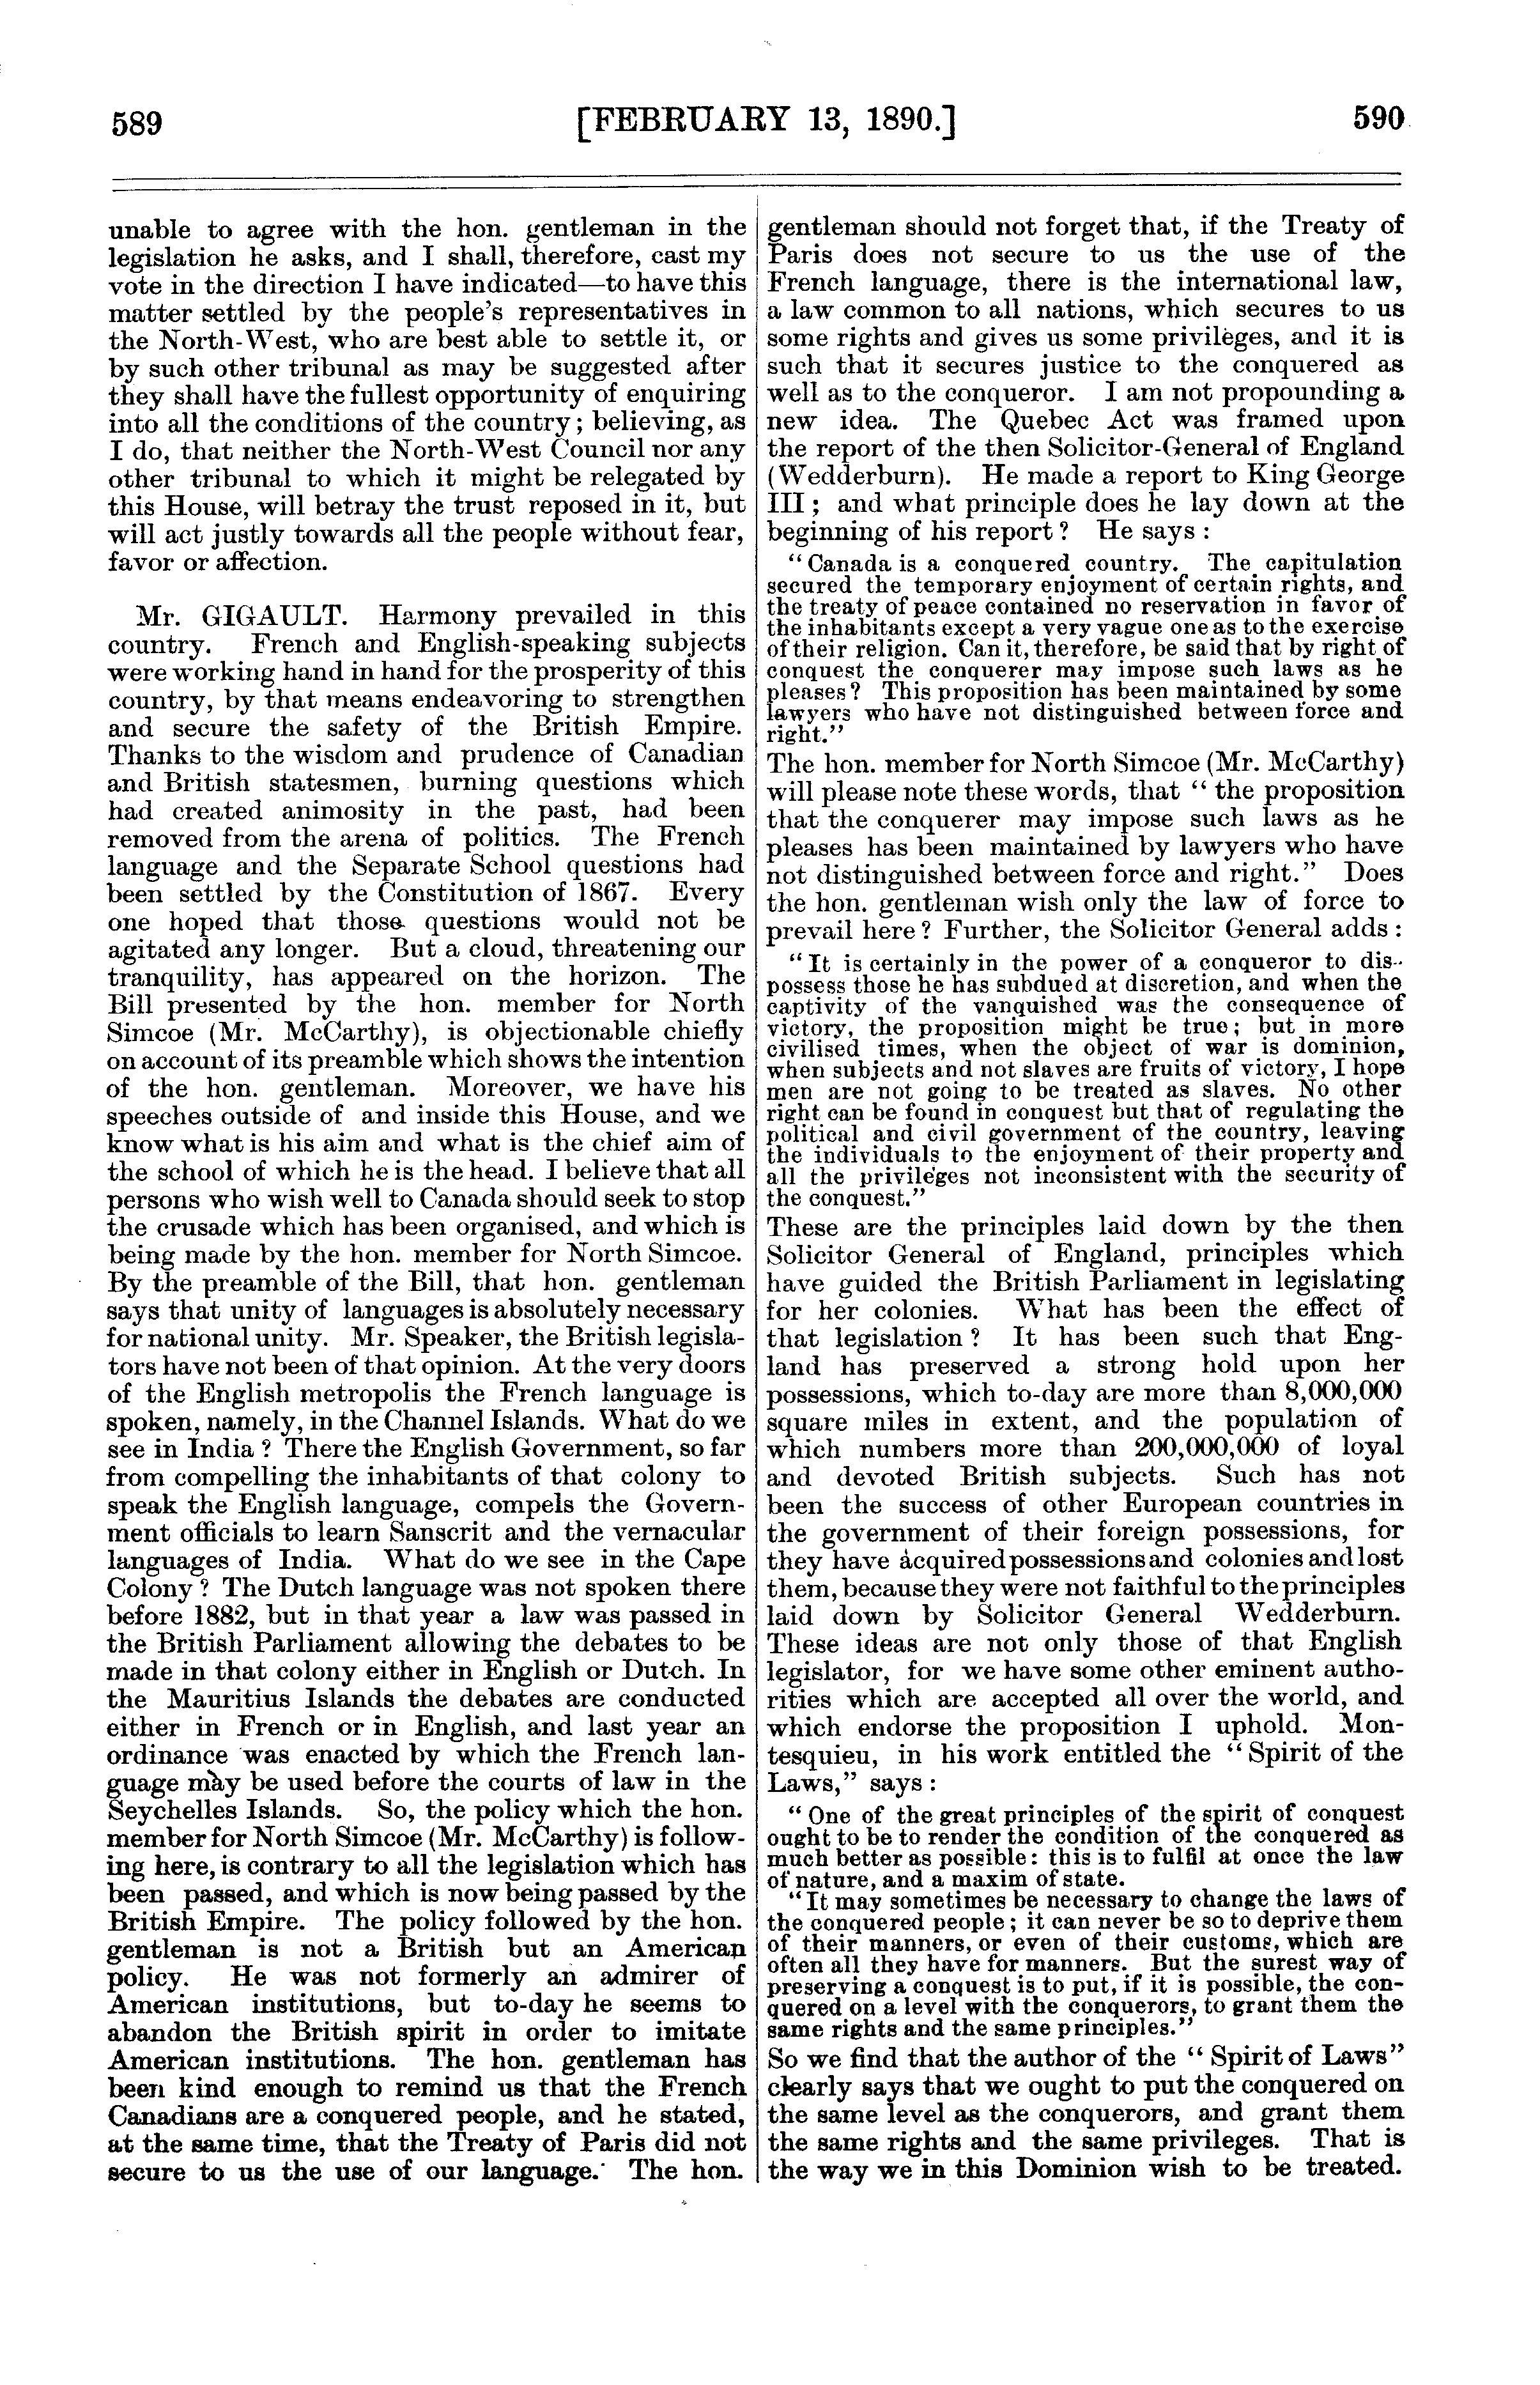 589
[FEBRUARY 13, 1890.]
590
unable to agree with the hon. gentleman in the
legislation he asks, and I shall, therefore, cast my
vote in the direction I have indicated—to have this
matter settled by the people's representatives in
the North-West, who are best able to settle it, or
by such other tribunal as may be suggested after
they shall have the fullest opportunity of enquiring
into all the conditions of the country; believing, as
I do, that neither the North-West Council nor any
other tribunal to which it might be relegated by
this House, will betray the trust reposed in it, but
will act justly towards all the people without fear,
favor or affection.
Mr. GIGAULT. Harmony prevailed in this
country. French and English-speaking subjects
were working hand in hand for the prosperity of this
country, by that means endeavoring to strengthen
and secure the safety of the British Empire.
Thanks to the wisdom and prudence of Canadian
and British statesmen, burning questions which
had created animosity in the past, had been
removed from the arena of politics. The French
language and the Separate School questions had
been settled by the Constitution of 1867. Every
one hoped that those questions would not be
agitated any longer. But a cloud, threatening our
tranquility, has appeared on the horizon. The
Bill presented by the hon. member for North
Simcoe (Mr. McCarthy), is objectionable chiefly
on account of its preamble which shows the intention
of the hon. gentleman. Moreover, we have his
speeches outside of and inside this House, and we
know what is his aim and what is the chief aim of
the school of which he is the head. I believe that all
persons who wish well to Canada should seek to stop
the crusade which has been organised, and which is
being made by the hon. member for North Simcoe.
By the preamble of the Bill, that hon. gentleman
says that unity of languages is absolutely necessary
for national unity. Mr. Speaker, the British legisla-
tors have not been of that opinion. At the very doors
of the English metropolis the French language is
spoken, namely, in the Channel Islands. What do we
see in India? There the English Government, so far
from compelling the inhabitants of that colony to
speak the English language, compels the Govern-
ment officials to learn Sanscrit and the vernacular
languages of India. What do we see in the Cape
Colony? The Dutch language was not spoken there
before 1882, but in that year a law was passed in
the British Parliament allowing the debates to be
made in that colony either in English or Dutch. In
the Mauritius Islands the debates are conducted
either in French or in English, and last year an
ordinance was enacted by which the French lan-
guage may be used before the courts of law in the
Seychelles Islands. So, the policy which the hon.
member for North Simcoe (Mr. McCarthy) is follow-
ing here, is contrary to all the legislation which has
been passed, and which is now being passed by the
British Empire. The policy followed by the hon.
gentleman is not a British but an American
policy. He was not formerly an admirer of
American institutions, but to-day he seems to
abandon the British spirit in order to imitate
American institutions. The hon. gentleman has
been kind enough to remind us that the French
Canadians are a conquered people, and he stated,
at the same time, that the Treaty of Paris did not
secure to us the use of our language. The hon.
gentleman should not forget that, if the Treaty of
Paris does not secure to us the use of the
French language, there is the international law,
a law common to all nations, which secures to us
some rights and gives us some privileges, and it is
such that it secures justice to the conquered as
well as to the conqueror. I am not propounding a
new idea. The Quebec Act was framed upon
the report of the then Solicitor-General of England
(Wedderburn). He made a report to King George
III; and what principle does he lay down at the
beginning of his report? He says:
"Canada is a conquered country. The capitulation
secured the temporary enjoyment of certain rights, and
the treaty of peace contained no reservation in favor of
the inhabitants except a very vague one as to the exercise
of their religion. Can it, therefore, be said that by right of
conquest the conquerer may impose such laws as he
pleases? This proposition has been maintained by some
lawyers who have not distinguished between force and
right."
The hon. member for North Simcoe (Mr. McCarthy)
will please note these words, that "the proposition
that the conquerer may impose such laws as he
pleases has been maintained by lawyers who have
not distinguished between force and right." Does
the hon. gentleman wish only the law of force to
prevail here? Further, the Solicitor General adds:
"It is certainly in the power of a conqueror to dis-
possess those he has subdued at discretion, and when the
captivity of the vanquished was the consequence of
victory, the proposition might be true; but in more
civilised times, when the object of war is dominion,
when subjects and not slaves are fruits of victory, I hope
men are not going to be treated as slaves. No other
right can be found in conquest but that of regulating the
political and civil government of the country, leaving
the individuals to the enjoyment of their property and
all the privileges not inconsistent with the security of
the conquest."
These are the principles laid down by the then
Solicitor General of England, principles which
have guided the British Parliament in legislating
for her colonies. What has been the effect of
that legislation? It has been such that Eng-
land has preserved a strong hold upon her
possessions, which to-day are more than 8,000,000
square miles in extent, and the population of
which numbers more than 200,000,000 of loyal
and devoted British subjects. Such has not
been the success of other European countries in
the government of their foreign possessions, for
they have acquired possessions and colonies and lost
them, because they were not faithful to the principles
laid down by Solicitor General Wedderburn.
These ideas are not only those of that English
legislator, for we have some other eminent autho-
rities which are accepted all over the world, and
which endorse the proposition I uphold. Mon-
tesquieu, in his work entitled the "Spirit of the
Laws," says:
"One of the great principles of the spirit of conquest
ought to be to render the condition of the conquered as
much better as possible: this is to fulfil at once the law
of nature, and a maxim of state.
"It may sometimes be necessary to change the laws of
the conquered people; it can never be so to deprive them
of their manners, or even of their customs, which are
often all they have for manners. But the surest way of
preserving a conquest is to put, if it is possible, the con-
quered on a level with the conquerors, to grant them the
same rights and the same principles."
So we find that the author of the "Spirit of Laws"
clearly says that we ought to put the conquered on
the same level as the conquerors, and grant them
the same rights and the same privileges. That is
the way we in this Dominion wish to be treated.